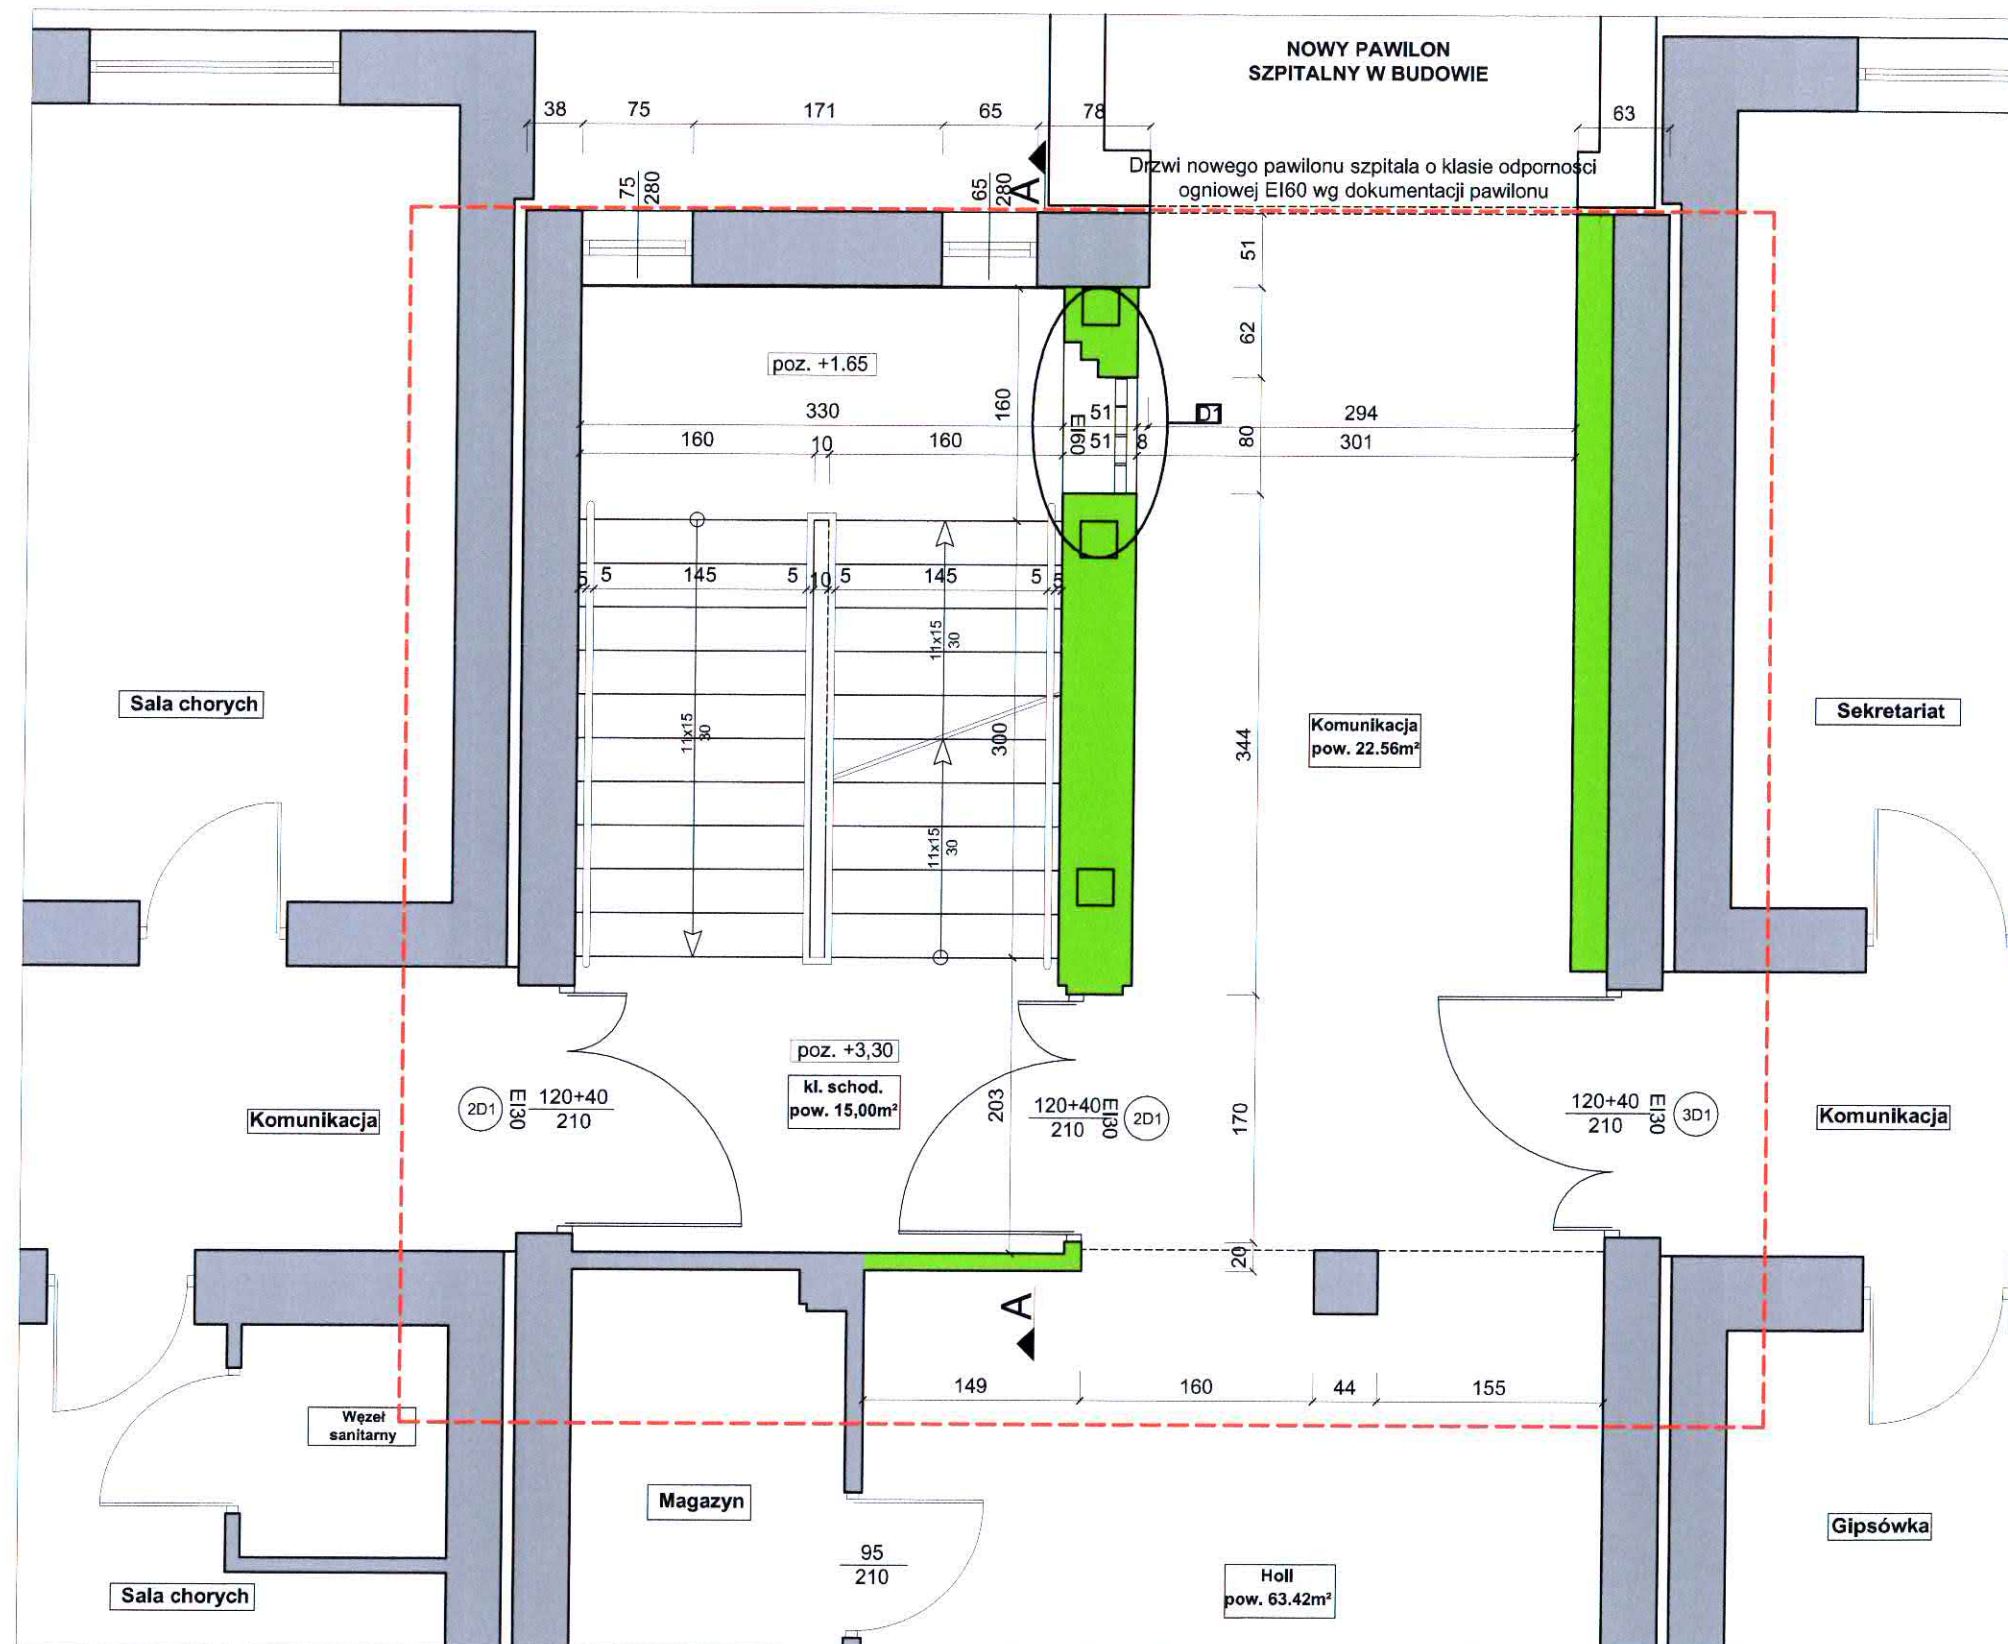 NOWY PAWILON
SZPITALNY W BUDOWIE
38
75
171
65
78
63
Drzwi nowego pawilonu szpitala o klasie odporności
ogniowej EI60 wg dokumentacji pawilonu
75
280
65
280
A
51
62
poz. +1.65
160
330
51
D1
294
EI60
80
160
10
160
51
8
301
5
5
145
5
10
5
145
5
5
11x15
30
11x15
30
11x15
30
300
344
Sala chorych
Komunikacja
pow. 22.56m²
Sekretariat
poz. +3,30
kl. schod.
pow. 15,00m²
203
170
Komunikacja
2D1
EI30
120+40
210
120+40
210
EI30
2D1
120+40
210
EI30
3D1
Komunikacja
20
A
149
160
44
155
Węzeł
sanitarny
Magazyn
95
210
Gipsówka
Sala chorych
Holl
pow. 63.42m²